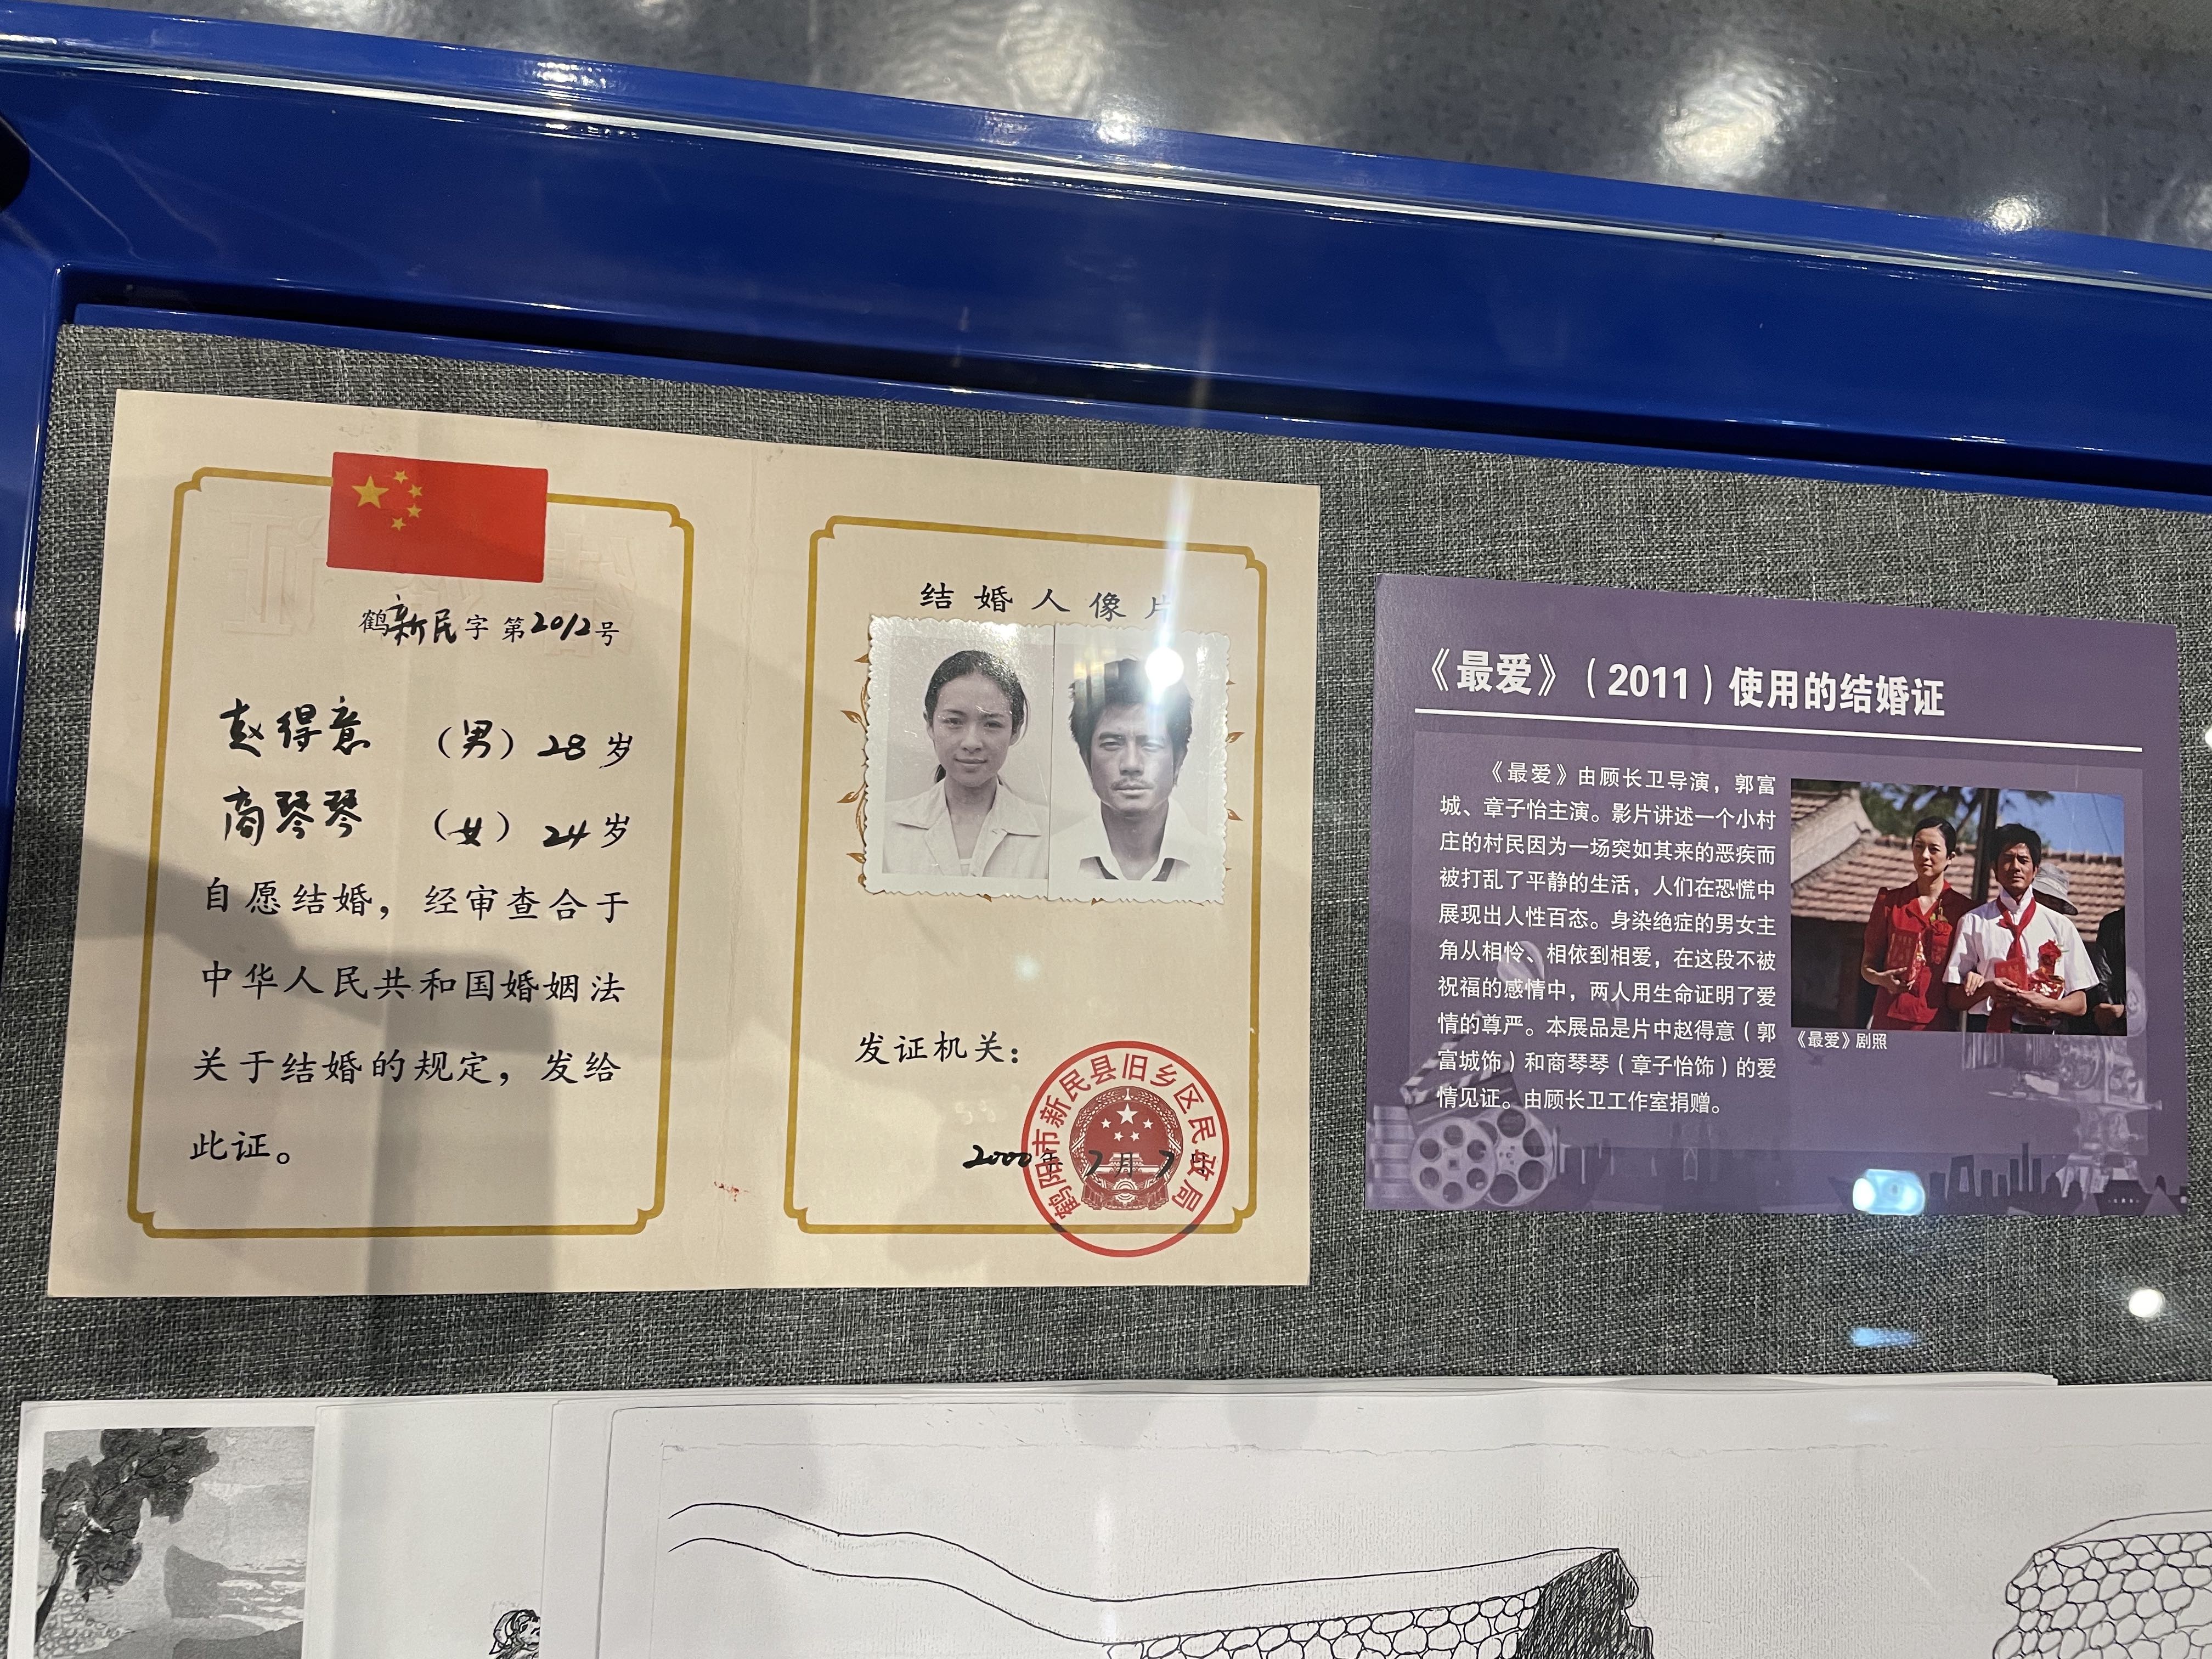 鹤新民字 第2012号
赵得意 （男）28岁
商琴琴 （女）24岁
自愿结婚，经审查合于
中华人民共和国婚姻法
关于结婚的规定，发给
此证。
结婚人像片
发证机关：
2000年7月7日
鹤阳市新民县旧乡区民政局
《最爱》（2011）使用的结婚证
《最爱》由顾长卫导演，郭富
城、章子怡主演。影片讲述一个小村
庄的村民因为一场突如其来的恶疾而
被打乱了平静的生活，人们在恐慌中
展现出人性百态。身染绝症的男女主
角从相怜、相依到相爱，在这段不被
祝福的感情中，两人用生命证明了爱
情的尊严。本展品是片中赵得意（郭
富城饰）和商琴琴（章子怡饰）的爱
情见证。由顾长卫工作室捐赠。
《最爱》剧照